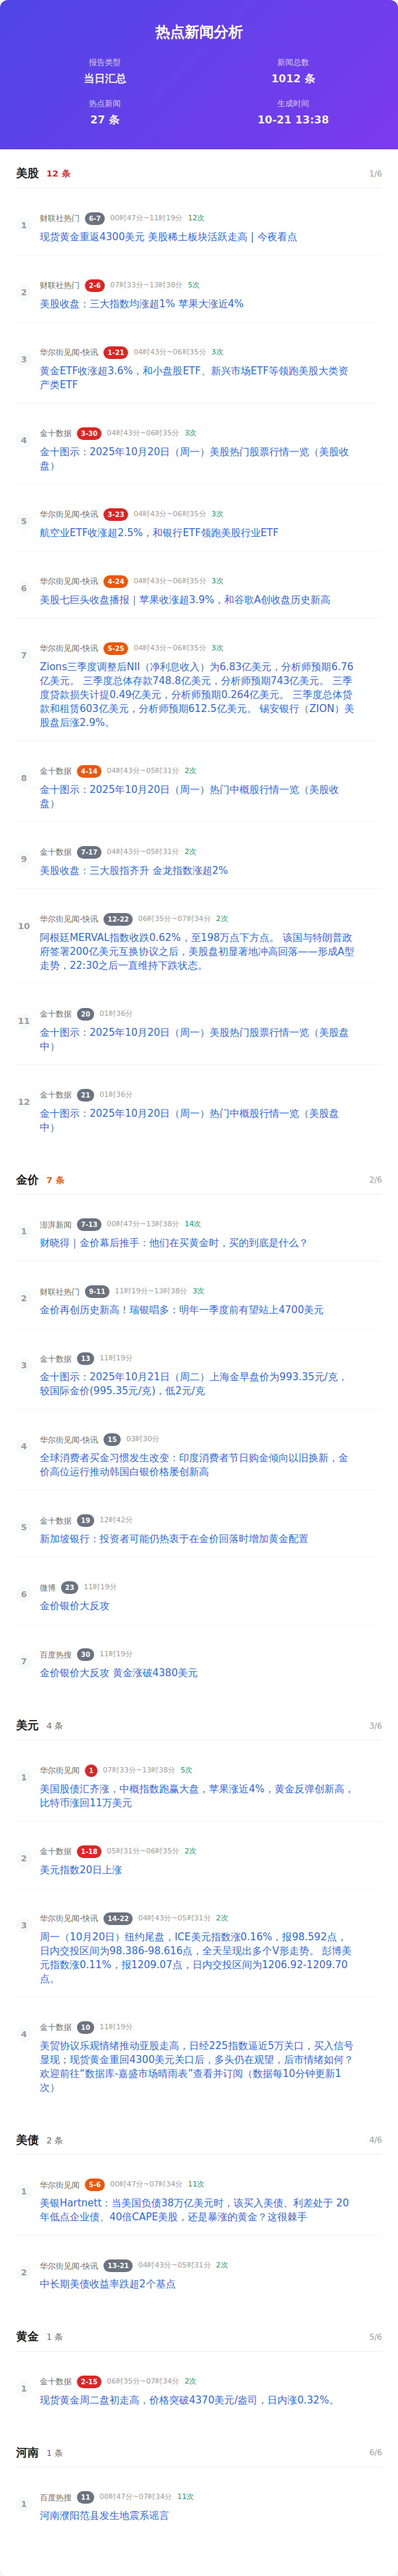 热点新闻分析
报告类型
当日汇总
新闻总数
1012 条
热点新闻
27 条
生成时间
10-21 13:38
美股 12 条 1/6
1 财联社热门 6-7 00时47分~11时19分 12次
现货黄金重返4300美元 美股稀土板块活跃走高 | 今夜看点
2 财联社热门 2-6 07时33分~13时38分 5次
美股收盘：三大指数均涨超1% 苹果大涨近4%
3 华尔街见闻-快讯 1-21 04时43分~06时35分 3次
黄金ETF收涨超3.6%，和小盘股ETF、新兴市场ETF等领跑美股大类资
产类ETF
4 金十数据 3-30 04时43分~06时35分 3次
金十图示：2025年10月20日（周一）美股热门股票行情一览（美股收
盘）
5 华尔街见闻-快讯 3-23 04时43分~06时35分 3次
航空业ETF收涨超2.5%，和银行ETF领跑美股行业ETF
6 华尔街见闻-快讯 4-24 04时43分~06时35分 3次
美股七巨头收盘播报｜苹果收涨超3.9%，和谷歌A创收盘历史新高
7 华尔街见闻-快讯 5-25 04时43分~06时35分 3次
Zions三季度调整后NII（净利息收入）为6.83亿美元，分析师预期6.76
亿美元。 三季度总体存款748.8亿美元，分析师预期743亿美元。 三季
度贷款损失计提0.49亿美元，分析师预期0.264亿美元。 三季度总体贷
款和租赁603亿美元，分析师预期612.5亿美元。 锡安银行（ZION）美
股盘后涨2.9%。
8 金十数据 4-14 04时43分~05时31分 2次
金十图示：2025年10月20日（周一）热门中概股行情一览（美股收
盘）
9 金十数据 7-17 04时43分~05时31分 2次
美股收盘：三大股指齐升 金龙指数涨超2%
10 华尔街见闻-快讯 12-22 06时35分~07时34分 2次
阿根廷MERVAL指数收跌0.62%，至198万点下方点。 该国与特朗普政
府签署200亿美元互换协议之后，美股盘初显著地冲高回落——形成A型
走势，22:30之后一直维持下跌状态。
11 金十数据 20 01时36分
金十图示：2025年10月20日（周一）美股热门股票行情一览（美股盘
中）
12 金十数据 21 01时36分
金十图示：2025年10月20日（周一）热门中概股行情一览（美股盘
中）
金价 7 条 2/6
1 澎湃新闻 7-13 00时47分~13时38分 14次
财晓得｜金价幕后推手：他们在买黄金时，买的到底是什么？
2 财联社热门 9-11 11时19分~13时38分 3次
金价再创历史新高！瑞银唱多：明年一季度前有望站上4700美元
3 金十数据 13 11时19分
金十图示：2025年10月21日（周二）上海金早盘价为993.35元/克，
较国际金价(995.35元/克)，低2元/克
4 华尔街见闻-快讯 15 03时30分
全球消费者买金习惯发生改变：印度消费者节日购金倾向以旧换新，金
价高位运行推动韩国白银价格屡创新高
5 金十数据 19 12时42分
新加坡银行：投资者可能仍热衷于在金价回落时增加黄金配置
6 微博 23 11时19分
金价银价大反攻
7 百度热搜 30 11时19分
金价银价大反攻 黄金涨破4380美元
美元 4 条 3/6
1 华尔街见闻 1 07时33分~13时38分 5次
美国股债汇齐涨，中概指数跑赢大盘，苹果涨近4%，黄金反弹创新高，
比特币涨回11万美元
2 金十数据 1-18 05时31分~06时35分 2次
美元指数20日上涨
3 华尔街见闻-快讯 14-22 04时43分~05时31分 2次
周一（10月20日）纽约尾盘，ICE美元指数涨0.16%，报98.592点，
日内交投区间为98.386-98.616点，全天呈现出多个V形走势。 彭博美
元指数涨0.11%，报1209.07点，日内交投区间为1206.92-1209.70
点。
4 金十数据 10 11时19分
美贸协议乐观情绪推动亚股走高，日经225指数逼近5万关口，买入信号
显现；现货黄金重回4300美元关口后，多头仍在观望，后市情绪如何？
欢迎前往“数据库-嘉盛市场晴雨表”查看并订阅（数据每10分钟更新1
次）
美债 2 条 4/6
1 华尔街见闻 5-6 00时47分~07时34分 11次
美银Hartnett：当美国负债38万亿美元时，该买入美债、利差处于 20
年低点企业债、40倍CAPE美股，还是暴涨的黄金？这很棘手
2 华尔街见闻-快讯 13-21 04时43分~05时31分 2次
中长期美债收益率跌超2个基点
黄金 1 条 5/6
1 金十数据 2-15 06时35分~07时34分 2次
现货黄金周二盘初走高，价格突破4370美元/盎司，日内涨0.32%。
河南 1 条 6/6
1 百度热搜 11 00时47分~07时34分 11次
河南濮阳范县发生地震系谣言